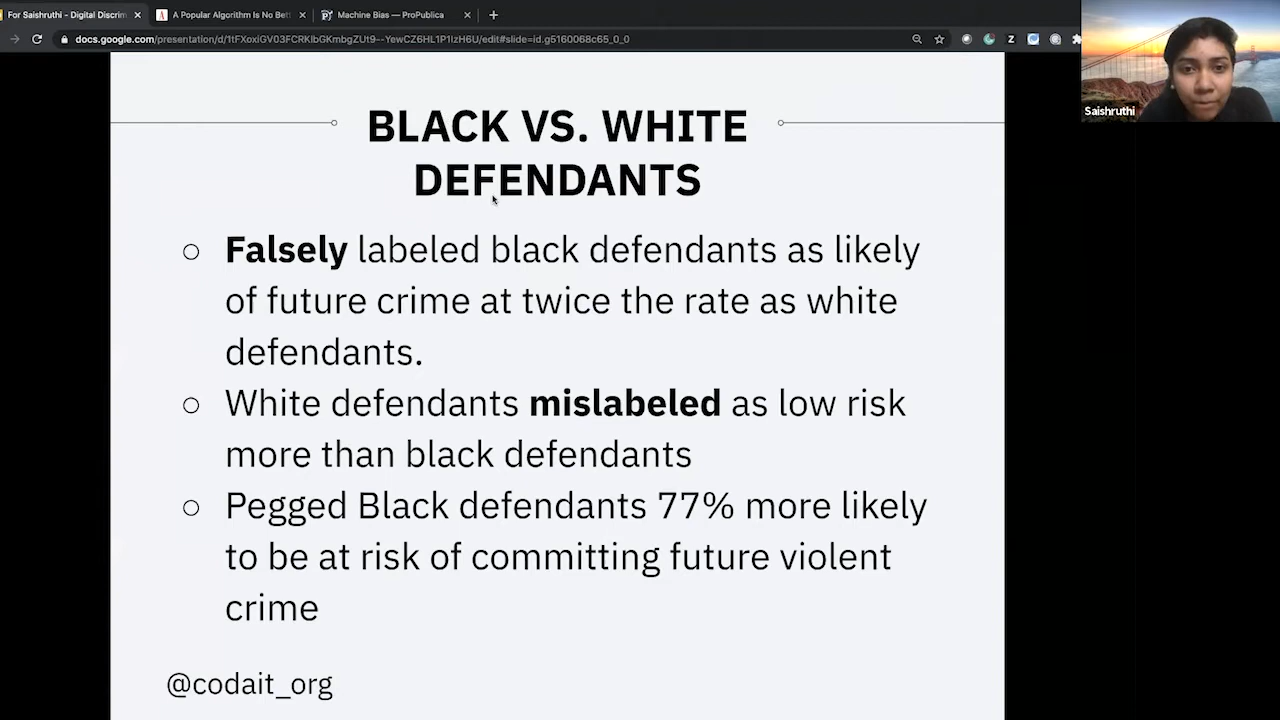 For Saishruthi - Digital Discrim
A Popular Algorithm Is No Bet
Machine Bias — ProPublica
docs.google.com/presentation/d/1tFXoxiGV03FCRKlbGKmbgZUt9--YewCZ6HL1P1IzH6U/edit#slide=id.g5160068c65_0_0
Saishruthi
BLACK VS. WHITE
DEFENDANTS
○ Falsely labeled black defendants as likely
of future crime at twice the rate as white
defendants.
○ White defendants mislabeled as low risk
more than black defendants
○ Pegged Black defendants 77% more likely
to be at risk of committing future violent
crime
@codait_org